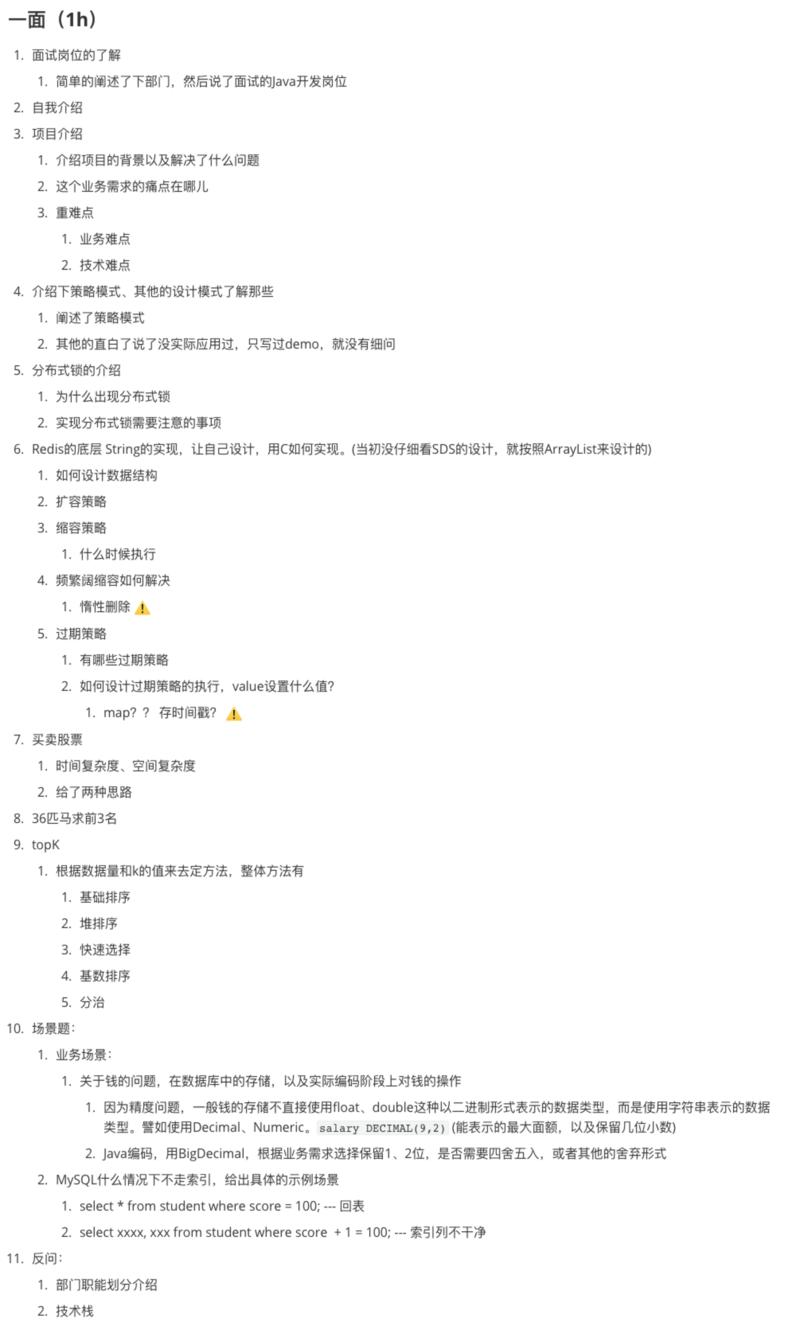 一面（1h）
1. 面试岗位的了解
1. 简单的阐述了下部门，然后说了面试的Java开发岗位
2. 自我介绍
3. 项目介绍
1. 介绍项目的背景以及解决了什么问题
2. 这个业务需求的痛点在哪儿
3. 重难点
1. 业务难点
2. 技术难点
4. 介绍下策略模式、其他的设计模式了解那些
1. 阐述了策略模式
2. 其他的直白了说了没实际应用过，只写过demo，就没有细问
5. 分布式锁的介绍
1. 为什么出现分布式锁
2. 实现分布式锁需要注意的事项
6. Redis的底层 String的实现，让自己设计，用C如何实现。(当初没仔细看SDS的设计，就按照ArrayList来设计的)
1. 如何设计数据结构
2. 扩容策略
3. 缩容策略
1. 什么时候执行
4. 频繁阔缩容如何解决
1. 惰性删除 ⚠️
5. 过期策略
1. 有哪些过期策略
2. 如何设计过期策略的执行，value设置什么值？
1. map？？ 存时间戳？ ⚠️
7. 买卖股票
1. 时间复杂度、空间复杂度
2. 给了两种思路
8. 36匹马求前3名
9. topK
1. 根据数据量和k的值来去定方法，整体方法有
1. 基础排序
2. 堆排序
3. 快速选择
4. 基数排序
5. 分治
10. 场景题：
1. 业务场景：
1. 关于钱的问题，在数据库中的存储，以及实际编码阶段上对钱的操作
1. 因为精度问题，一般钱的存储不直接使用float、double这种以二进制形式表示的数据类型，而是使用字符串表示的数据
类型。譬如使用Decimal、Numeric。salary DECIMAL(9,2) (能表示的最大面额，以及保留几位小数)
2. Java编码，用BigDecimal，根据业务需求选择保留1、2位，是否需要四舍五入，或者其他的舍弃形式
2. MySQL什么情况下不走索引，给出具体的示例场景
1. select * from student where score = 100; --- 回表
2. select xxxx, xxx from student where score + 1 = 100; --- 索引列不干净
11. 反问：
1. 部门职能划分介绍
2. 技术栈